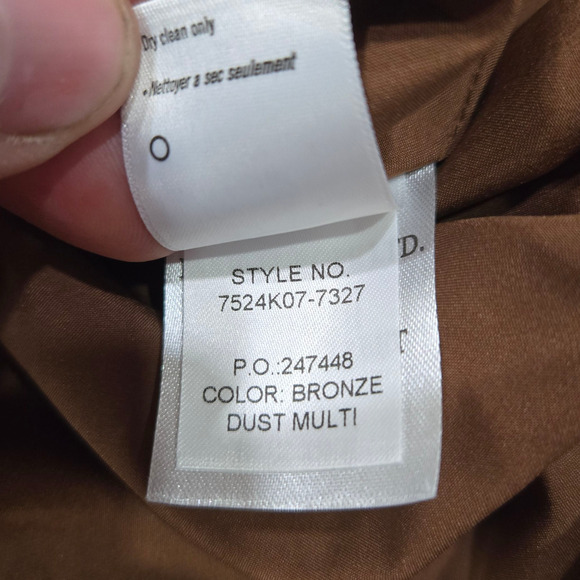 Dry clean only
- Nettoyer a sec seulement
STYLE NO.
7524K07-7327
P.O.:247448
COLOR: BRONZE
DUST MULTI
D.